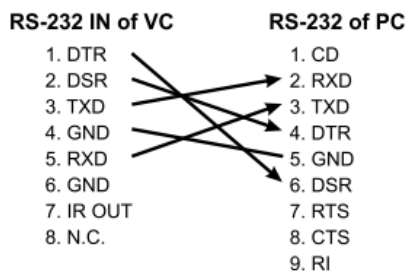 RS-232 IN of VC
1. DTR
2. DSR
3. TXD
4. GND
5. RXD
6. GND
7. IR OUT
8. N.C.
RS-232 of PC
1. CD
2. RXD
3. TXD
4. DTR
5. GND
6. DSR
7. RTS
8. CTS
9. RI